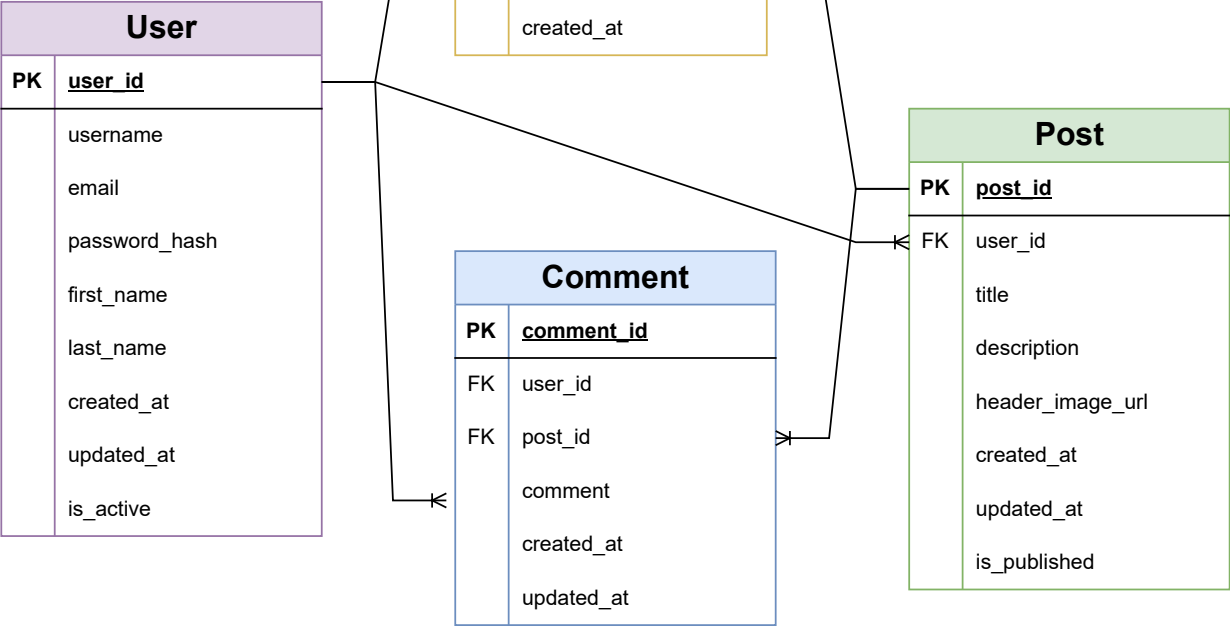 User
PK user_id
username
email
password_hash
first_name
last_name
created_at
updated_at
is_active
created_at
Comment
PK comment_id
FK user_id
FK post_id
comment
created_at
updated_at
Post
PK post_id
FK user_id
title
description
header_image_url
created_at
updated_at
is_published